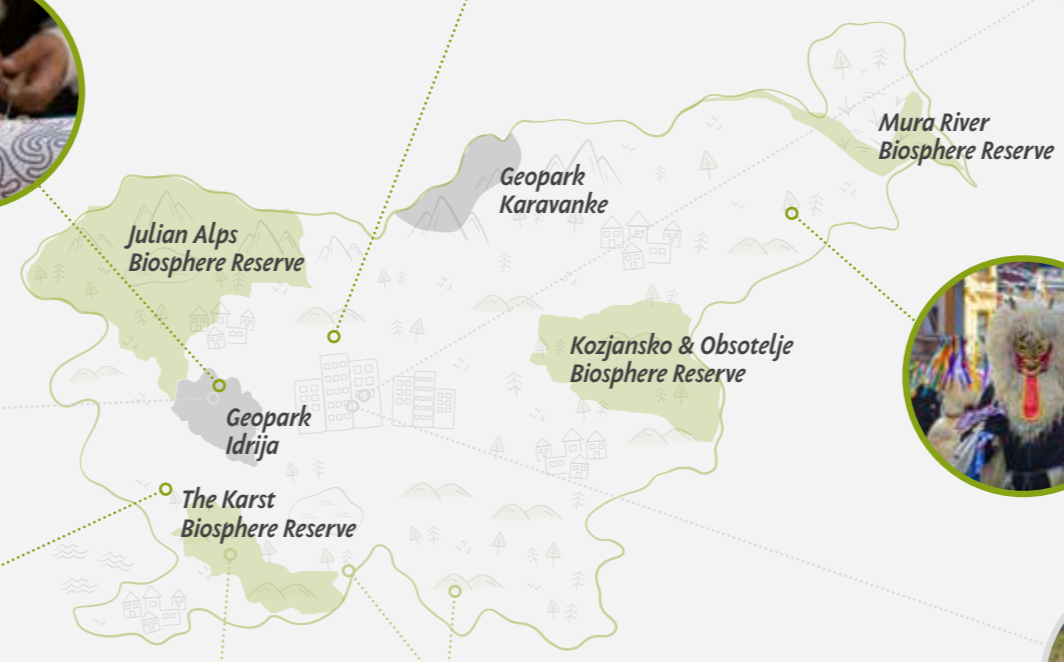 Mura River
Biosphere Reserve
Geopark
Karavanke
Julian Alps
Biosphere Reserve
Kozjansko & Obsotelje
Biosphere Reserve
Geopark
Idrija
The Karst
Biosphere Reserve